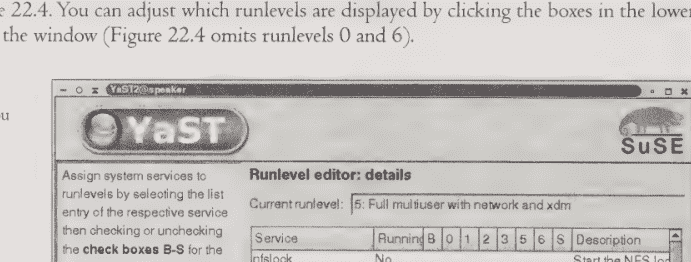 22.4. You can adjust which runlevels are displayed by clicking the boxes in the lower
the window (Figure 22.4 omits runlevels 0 and 6).
YaST2@speaker
YaST
SuSE
Assign system services to
runlevels by selecting the list
entry of the respective service
then checking or unchecking
the check boxes B-S for the
Runlevel editor: details
Current runlevel: 5: Full multiuser with network and xdm
Service Running B 0 1 2 3 5 6 S Description
nfslock No Start the NFS